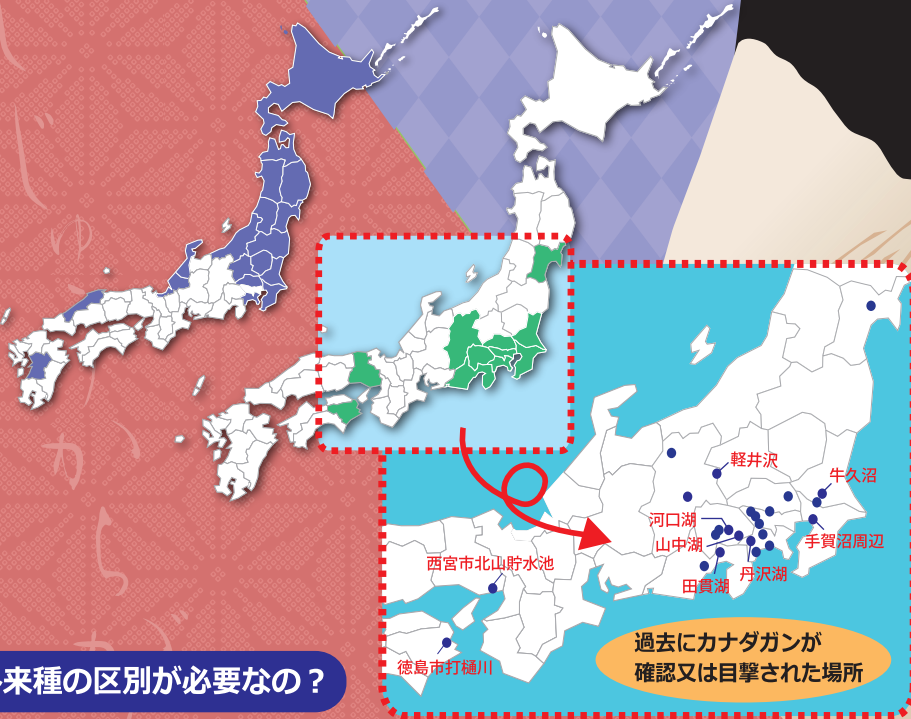 軽井沢
牛久沼
河口湖
手賀沼周辺
山中湖
丹沢湖
田貫湖
西宮市北山貯水池
徳島市打樋川
過去にカナダガンが
確認又は目撃された場所
来種の区別が必要なの？